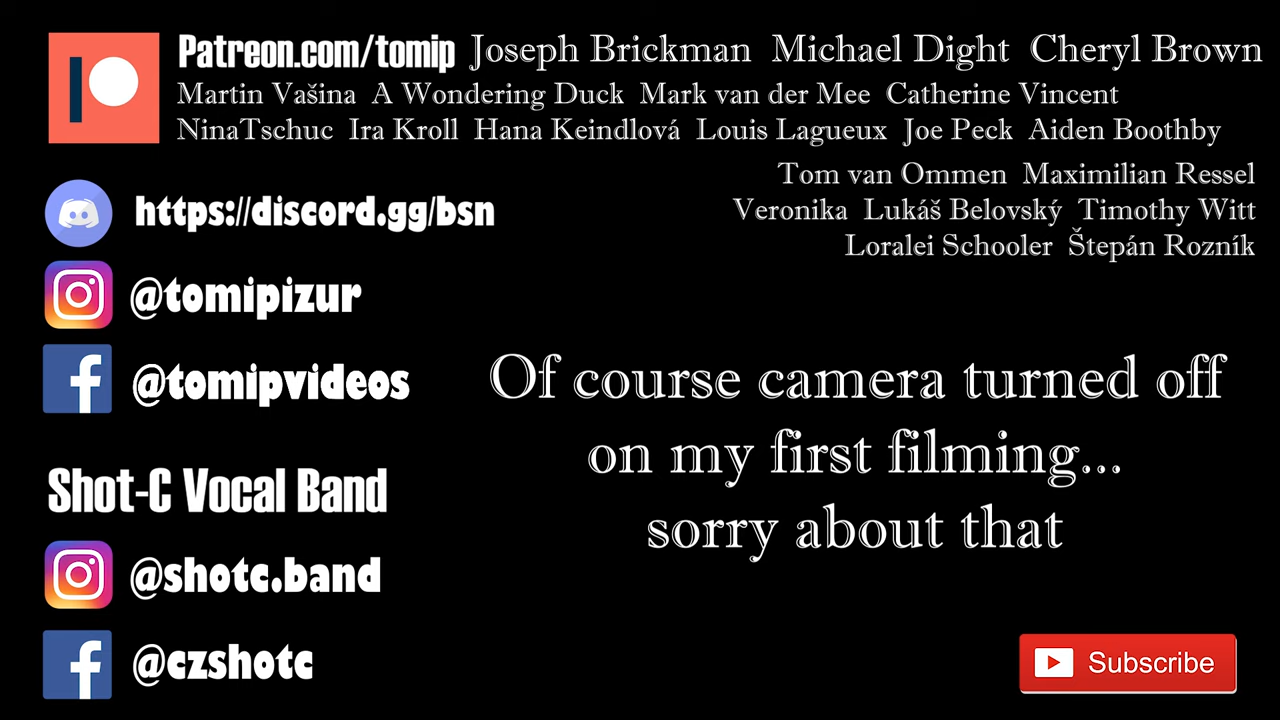 Patreon.com/tomip Joseph Brickman Michael Dight Cheryl Brown
Martin Vašina A Wondering Duck Mark van der Mee Catherine Vincent
NinaTschuc Ira Kroll Hana Keindlová Louis Lagueux Joe Peck Aiden Boothby
Tom van Ommen Maximilian Ressel
Veronika Lukáš Belovský Timothy Witt
Loralei Schooler Štepán Rozník
https://discord.gg/bsn
@tomipizur
@tomipvideos
Of course camera turned off
on my first filming...
sorry about that
Shot-C Vocal Band
@shotc.band
@czshotc
Subscribe